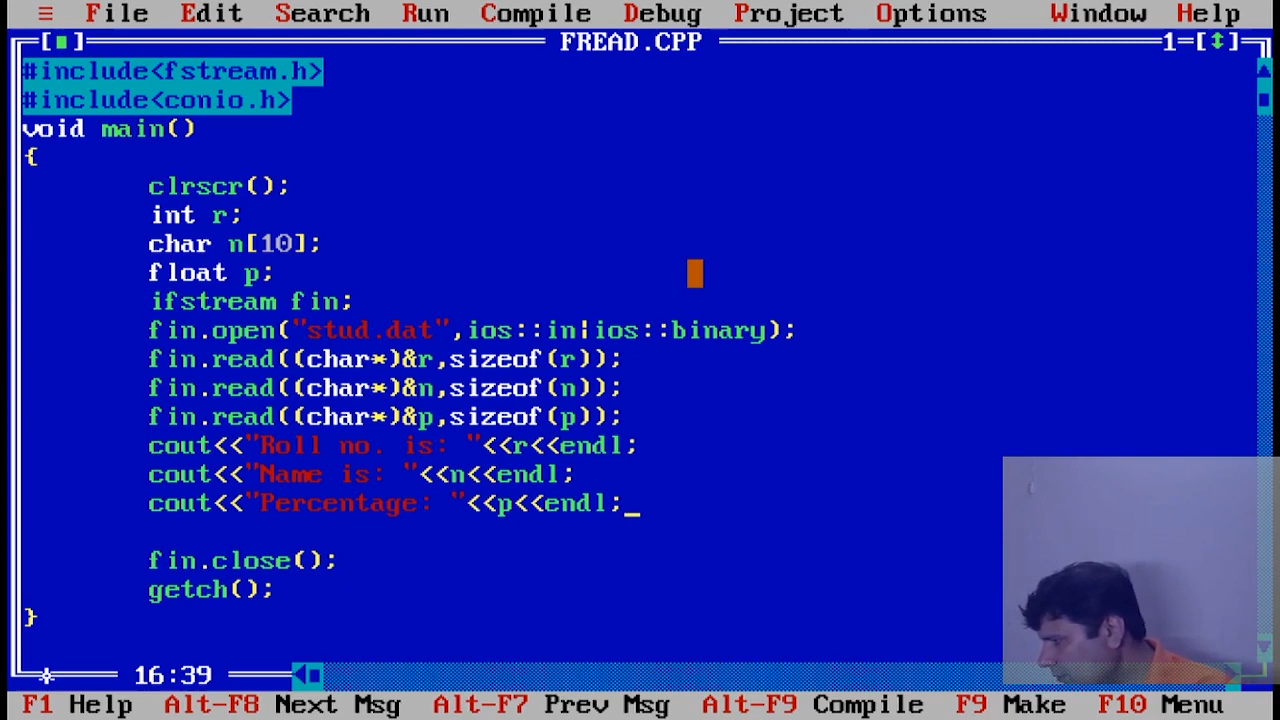 ≡ File Edit Search Run Compile Debug Project Options Window Help
[■] FREAD.CPP 1=[↕]
#include<fstream.h>
#include<conio.h>
void main()
{
clrscr();
int r;
char n[10];
float p;
ifstream fin;
fin.open("stud.dat",ios::in|ios::binary);
fin.read((char*)&r,sizeof(r));
fin.read((char*)&n,sizeof(n));
fin.read((char*)&p,sizeof(p));
cout<<"Roll no. is: "<<r<<endl;
cout<<"Name is: "<<n<<endl;
cout<<"Percentage: "<<p<<endl;_
fin.close();
getch();
}
16:39
F1 Help Alt-F8 Next Msg Alt-F7 Prev Msg Alt-F9 Compile F9 Make F10 Menu